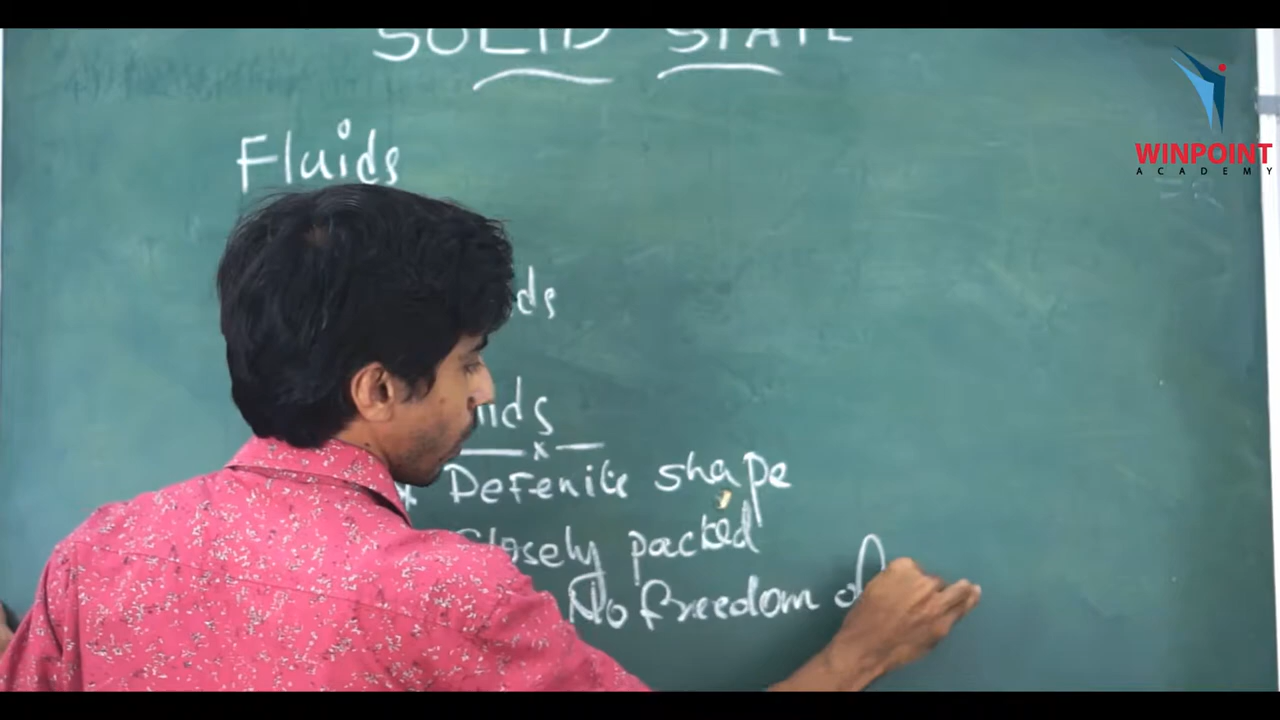 SOLID STATE
Fluids
ds
ids
* Defenite shape
Closely packed
No freedom of
WINPOINT
ACADEMY